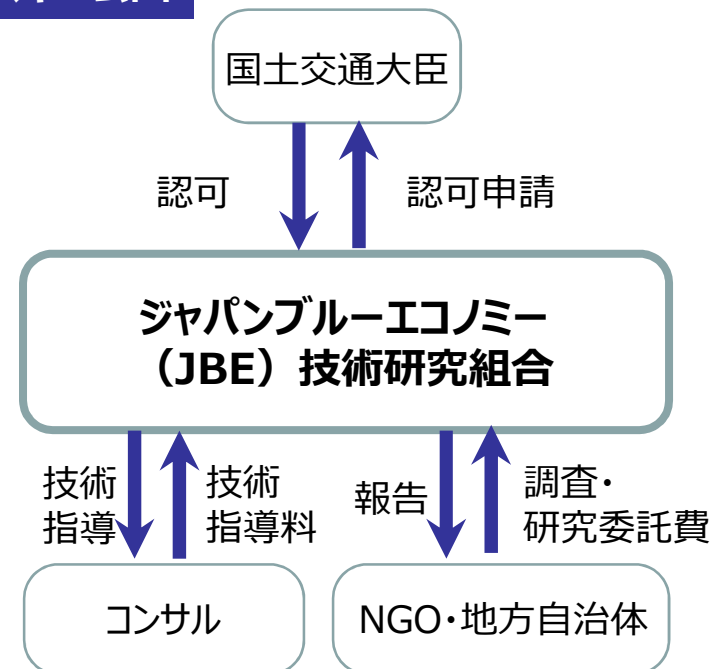 国土交通大臣
認可
認可申請
ジャパンブルーエコノミー
（JBE）技術研究組合
技術
指導
技術
指導料
報告
調査・
研究委託費
コンサル
NGO・地方自治体